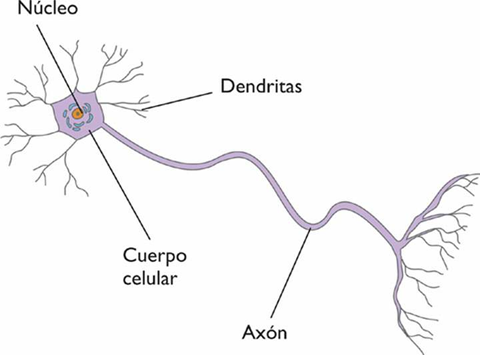 Núcleo
Dendritas
Cuerpo
celular
Axón